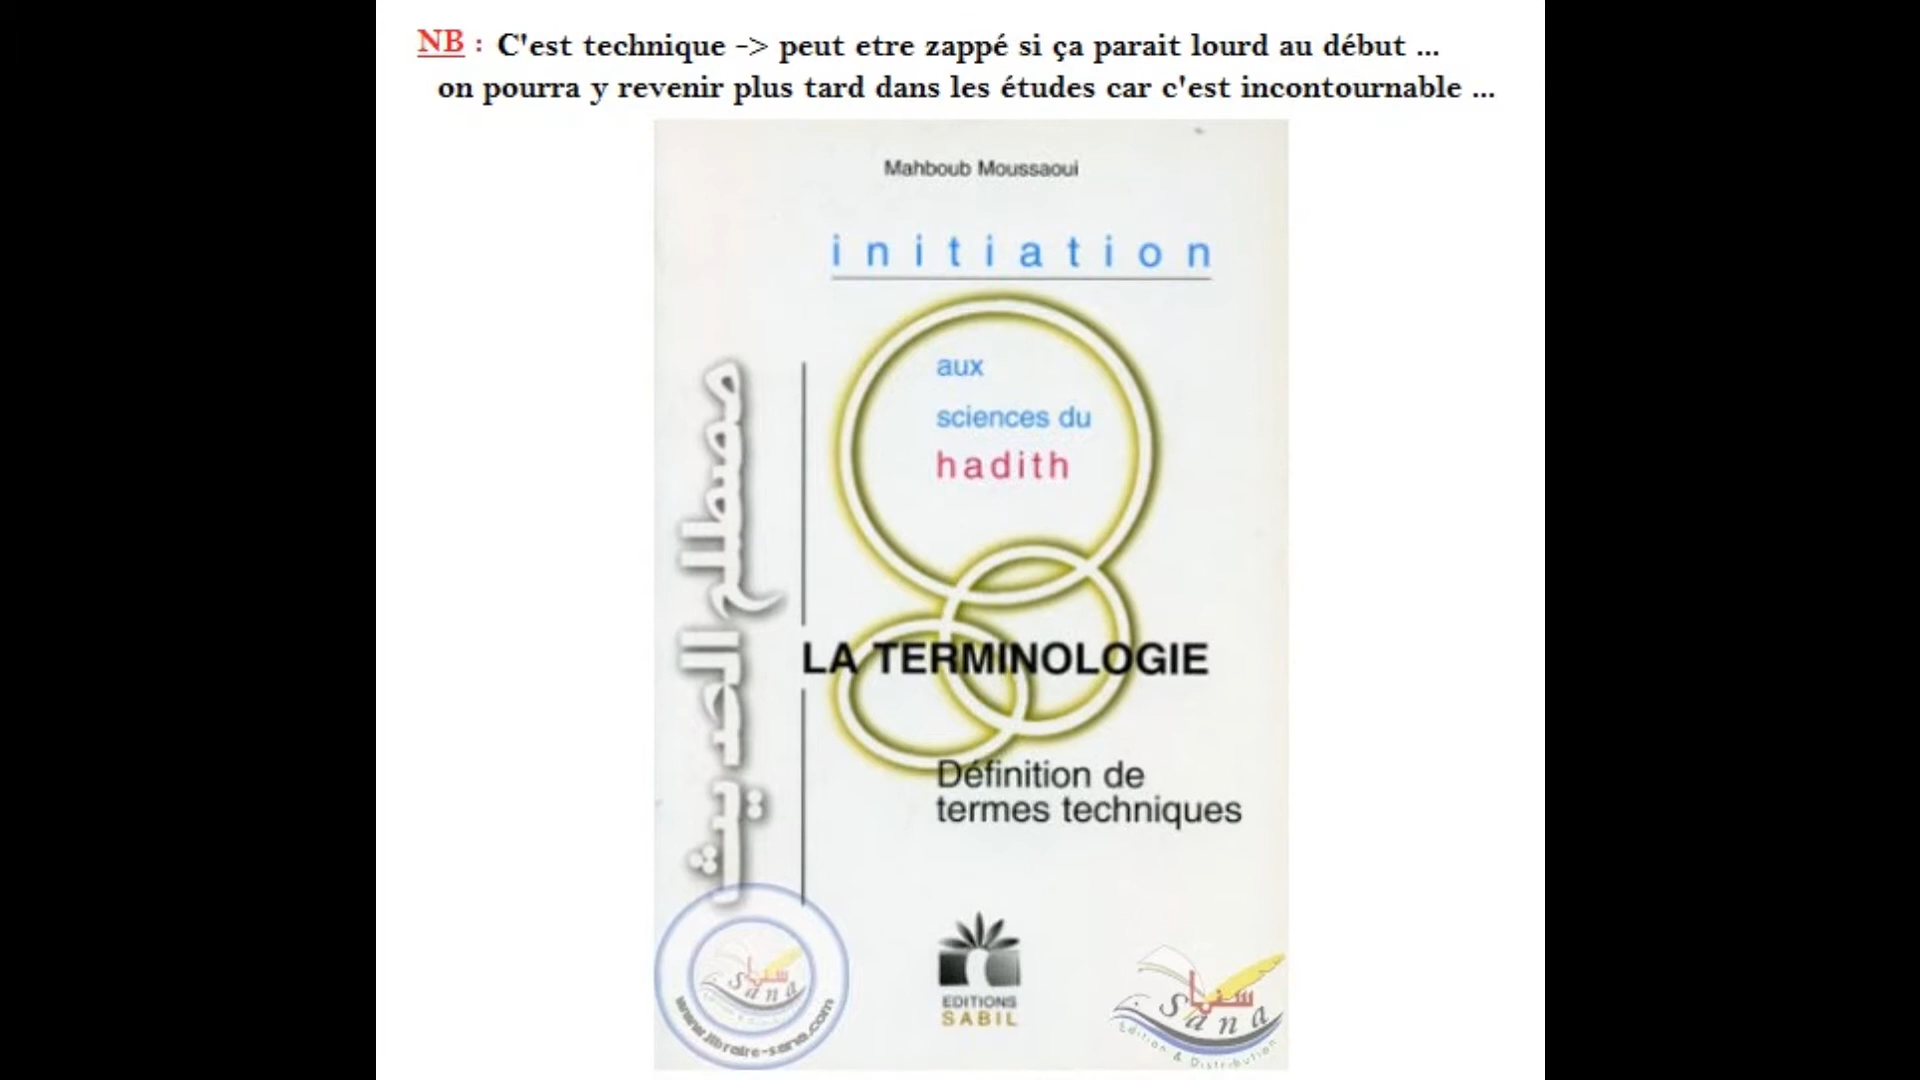 NB : C'est technique -> peut etre zappé si ça parait lourd au début ...
on pourra y revenir plus tard dans les études car c'est incontournable ...
Mahboub Moussaoui
initiation
aux
sciences du
hadith
مصطلح الحديث
LA TERMINOLOGIE
Définition de
termes techniques
EDITIONS
SABIL
سنا
Sana
www.libraire-sana.com
سنا
Sana
Edition & Distribution